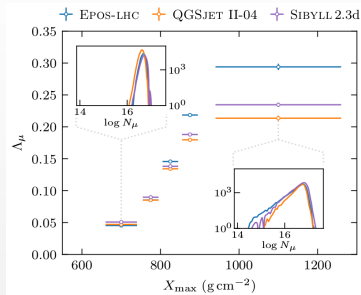 EPOS-LHC QGSJET II-04 SIBYLL 2.3d
0.35
0.30
0.25
0.20
0.15
0.10
0.05
0.00
Λμ
10³
10⁰
14 16
log Nμ
10³
10⁰
14 16
log Nμ
600 800 1000 1200
Xmax (g cm⁻²)